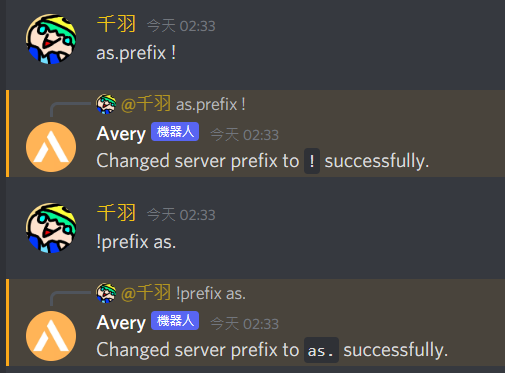 千羽 今天 02:33
as.prefix !
@千羽 as.prefix !
Avery 機器人 今天 02:33
Changed server prefix to ! successfully.
千羽 今天 02:33
!prefix as.
@千羽 !prefix as.
Avery 機器人 今天 02:33
Changed server prefix to as. successfully.